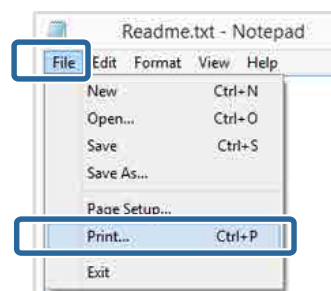 Readme.txt - Notepad
File Edit Format View Help
New Ctrl+N
Open... Ctrl+O
Save Ctrl+S
Save As...
Page Setup...
Print... Ctrl+P
Exit